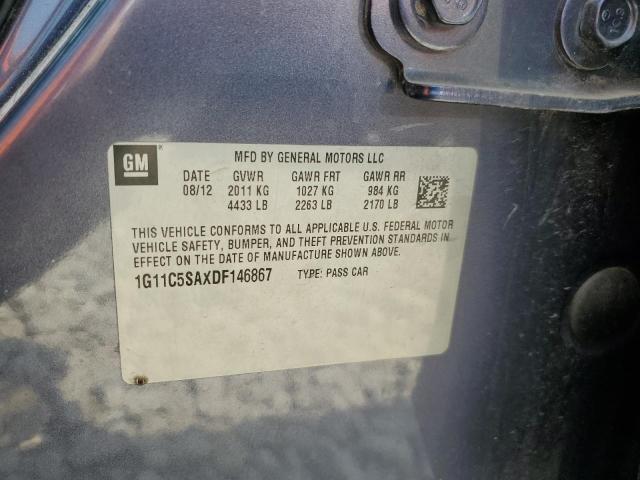 GM
MFD BY GENERAL MOTORS LLC
DATE GVWR GAWR FRT GAWR RR
08/12 2011 KG 1027 KG 984 KG
4433 LB 2263 LB 2170 LB
THIS VEHICLE CONFORMS TO ALL APPLICABLE U.S. FEDERAL MOTOR
VEHICLE SAFETY, BUMPER, AND THEFT PREVENTION STANDARDS IN
EFFECT ON THE DATE OF MANUFACTURE SHOWN ABOVE.
1G11C5SAXDF146867 TYPE: PASS CAR